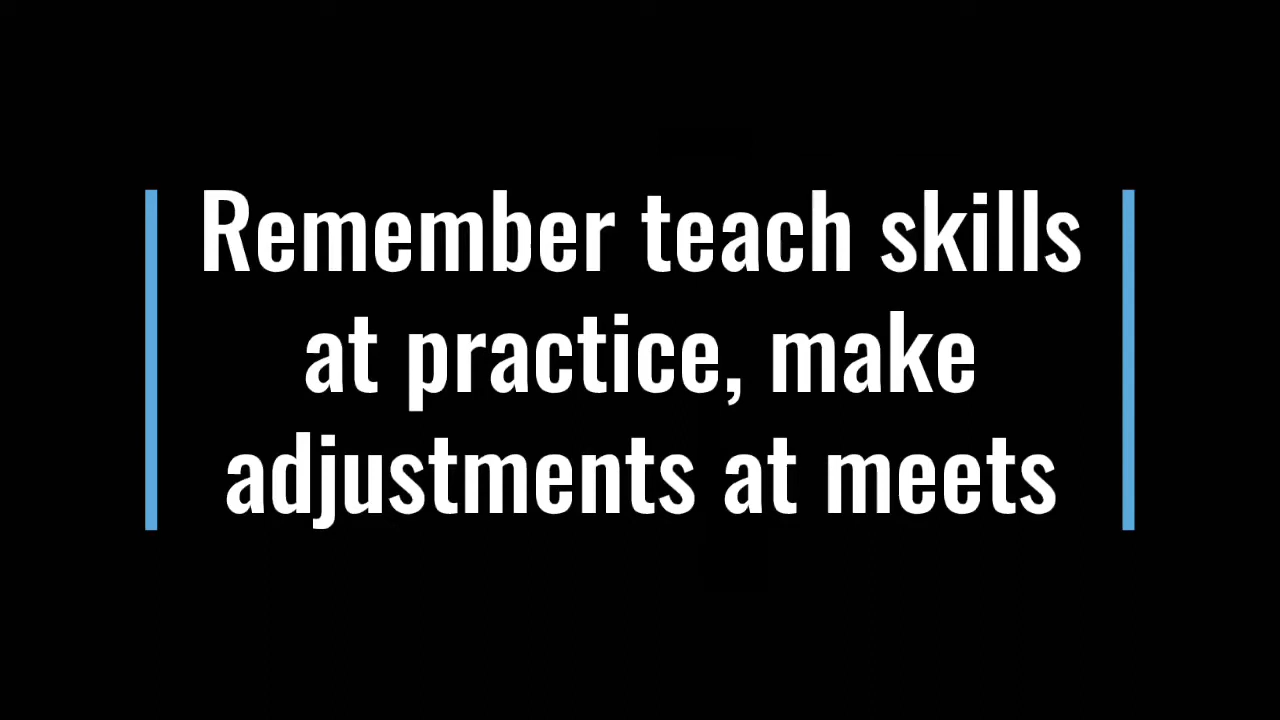 Remember teach skills
at practice, make
adjustments at meets